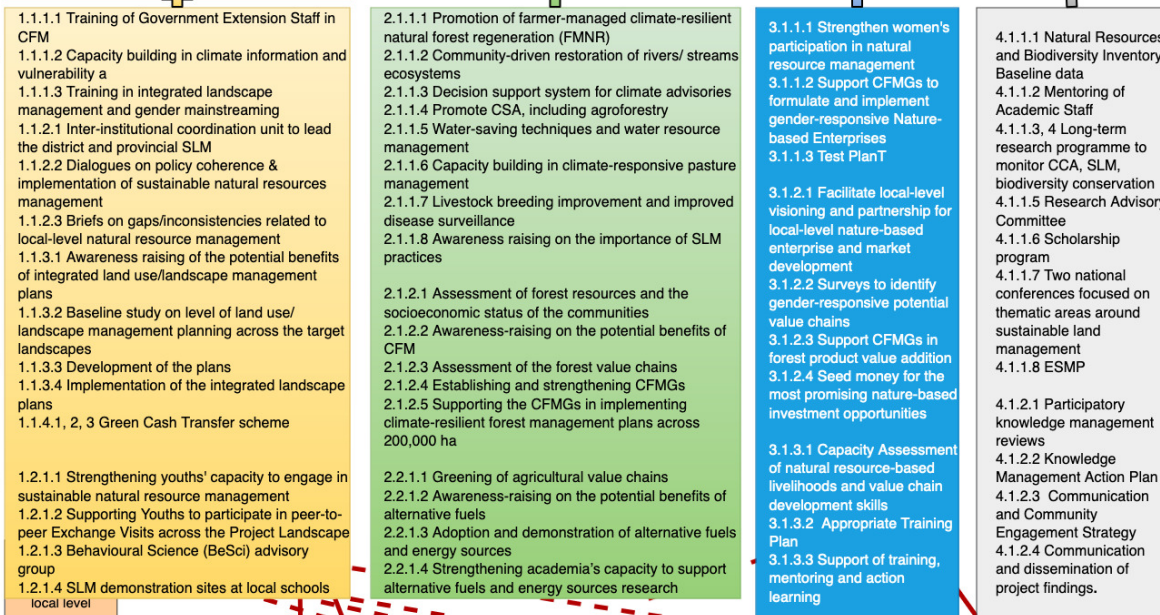 1.1.1.1 Training of Government Extension Staff in
CFM
1.1.1.2 Capacity building in climate information and
vulnerability a
1.1.1.3 Training in integrated landscape
management and gender mainstreaming
1.1.2.1 Inter-institutional coordination unit to lead
the district and provincial SLM
1.1.2.2 Dialogues on policy coherence &
implementation of sustainable natural resources
management
1.1.2.3 Briefs on gaps/inconsistencies related to
local-level natural resource management
1.1.3.1 Awareness raising of the potential benefits
of integrated land use/landscape management
plans
1.1.3.2 Baseline study on level of land use/
landscape management planning across the target
landscapes
1.1.3.3 Development of the plans
1.1.3.4 Implementation of the integrated landscape
plans
1.1.4.1, 2, 3 Green Cash Transfer scheme
1.2.1.1 Strengthening youths' capacity to engage in
sustainable natural resource management
1.2.1.2 Supporting Youths to participate in peer-to-
peer Exchange Visits across the Project Landscape
1.2.1.3 Behavioural Science (BeSci) advisory
group
1.2.1.4 SLM demonstration sites at local schools
local level
2.1.1.1 Promotion of farmer-managed climate-resilient
natural forest regeneration (FMNR)
2.1.1.2 Community-driven restoration of rivers/ streams
ecosystems
2.1.1.3 Decision support system for climate advisories
2.1.1.4 Promote CSA, including agroforestry
2.1.1.5 Water-saving techniques and water resource
management
2.1.1.6 Capacity building in climate-responsive pasture
management
2.1.1.7 Livestock breeding improvement and improved
disease surveillance
2.1.1.8 Awareness raising on the importance of SLM
practices
2.1.2.1 Assessment of forest resources and the
socioeconomic status of the communities
2.1.2.2 Awareness-raising on the potential benefits of
CFM
2.1.2.3 Assessment of the forest value chains
2.1.2.4 Establishing and strengthening CFMGs
2.1.2.5 Supporting the CFMGs in implementing
climate-resilient forest management plans across
200,000 ha
2.2.1.1 Greening of agricultural value chains
2.2.1.2 Awareness-raising on the potential benefits of
alternative fuels
2.2.1.3 Adoption and demonstration of alternative fuels
and energy sources
2.2.1.4 Strengthening academia's capacity to support
alternative fuels and energy sources research
3.1.1.1 Strengthen women's
participation in natural
resource management
3.1.1.2 Support CFMGs to
formulate and implement
gender-responsive Nature-
based Enterprises
3.1.1.3 Test PlanT
3.1.2.1 Facilitate local-level
visioning and partnership for
local-level nature-based
enterprise and market
development
3.1.2.2 Surveys to identify
gender-responsive potential
value chains
3.1.2.3 Support CFMGs in
forest product value addition
3.1.2.4 Seed money for the
most promising nature-based
investment opportunities
3.1.3.1 Capacity Assessment
of natural resource-based
livelihoods and value chain
development skills
3.1.3.2 Appropriate Training
Plan
3.1.3.3 Support of training,
mentoring and action
learning
4.1.1.1 Natural Resources
and Biodiversity Inventory
Baseline data
4.1.1.2 Mentoring of
Academic Staff
4.1.1.3, 4 Long-term
research programme to
monitor CCA, SLM,
biodiversity conservation
4.1.1.5 Research Advisory
Committee
4.1.1.6 Scholarship
program
4.1.1.7 Two national
conferences focused on
thematic areas around
sustainable land
management
4.1.1.8 ESMP
4.1.2.1 Participatory
knowledge management
reviews
4.1.2.2 Knowledge
Management Action Plan
4.1.2.3 Communication
and Community
Engagement Strategy
4.1.2.4 Communication
and dissemination of
project findings.